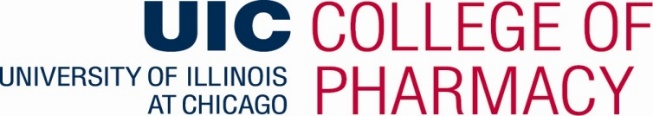 UIC
UNIVERSITY OF ILLINOIS
AT CHICAGO
COLLEGE OF
PHARMACY